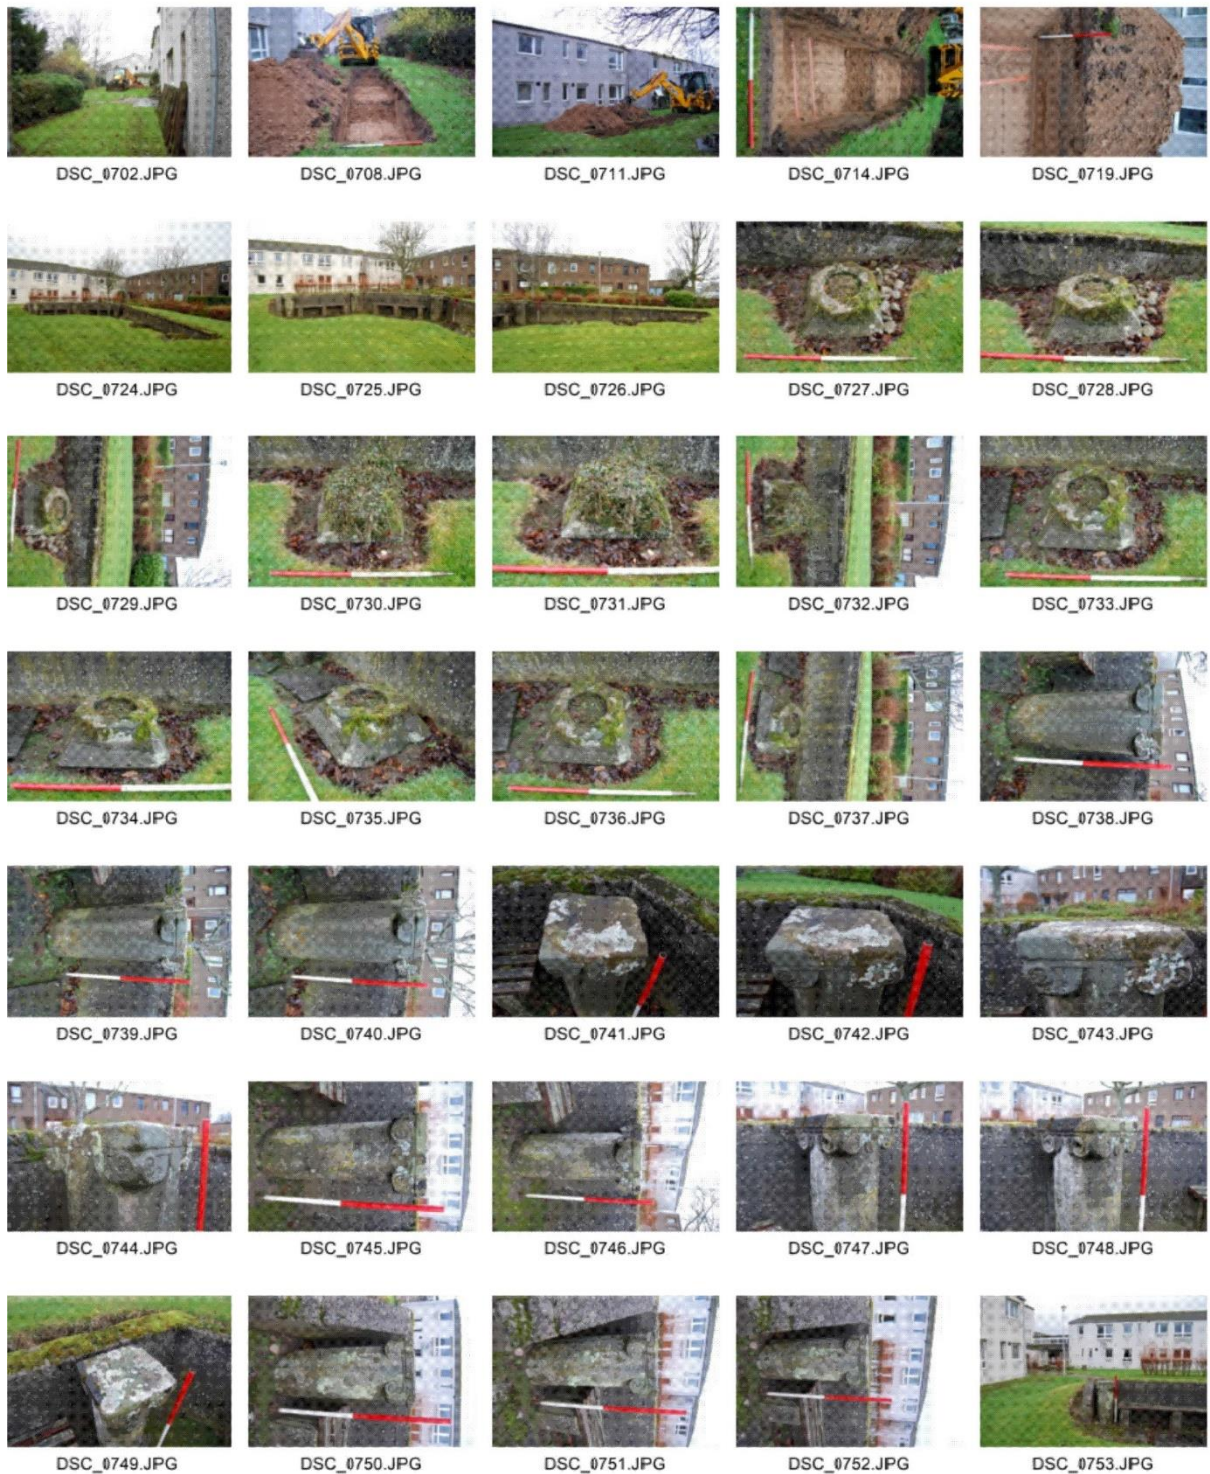 DSC_0702.JPG DSC_0708.JPG DSC_0711.JPG DSC_0714.JPG DSC_0719.JPG
DSC_0724.JPG DSC_0725.JPG DSC_0726.JPG DSC_0727.JPG DSC_0728.JPG
DSC_0729.JPG DSC_0730.JPG DSC_0731.JPG DSC_0732.JPG DSC_0733.JPG
DSC_0734.JPG DSC_0735.JPG DSC_0736.JPG DSC_0737.JPG DSC_0738.JPG
DSC_0739.JPG DSC_0740.JPG DSC_0741.JPG DSC_0742.JPG DSC_0743.JPG
DSC_0744.JPG DSC_0745.JPG DSC_0746.JPG DSC_0747.JPG DSC_0748.JPG
DSC_0749.JPG DSC_0750.JPG DSC_0751.JPG DSC_0752.JPG DSC_0753.JPG